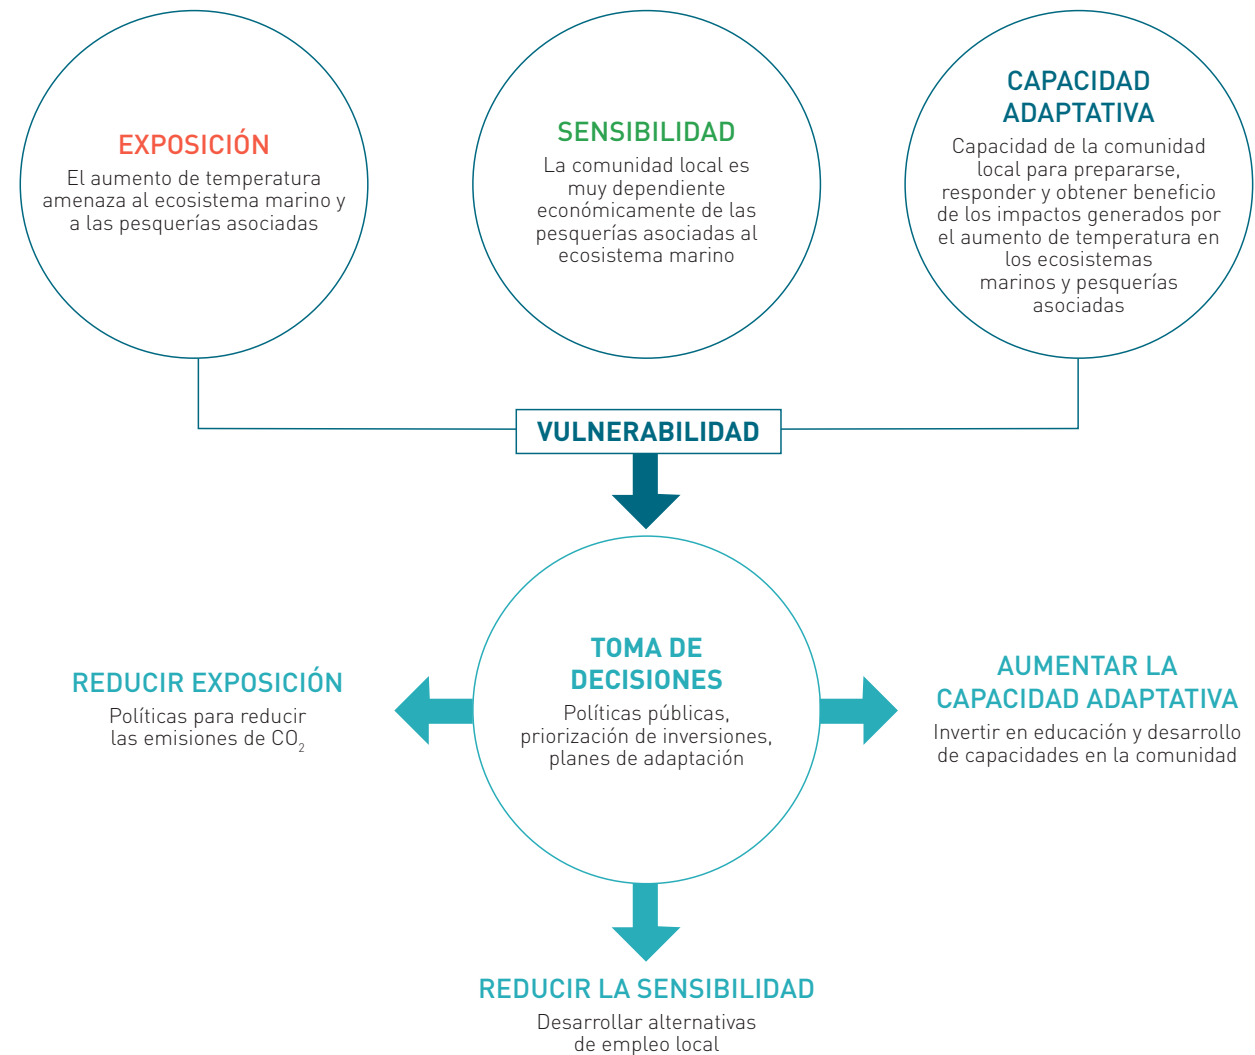 EXPOSICIÓN
El aumento de temperatura
amenaza al ecosistema marino y
a las pesquerías asociadas
SENSIBILIDAD
La comunidad local es
muy dependiente
económicamente de las
pesquerías asociadas al
ecosistema marino
CAPACIDAD
ADAPTATIVA
Capacidad de la comunidad
local para prepararse,
responder y obtener beneficio
de los impactos generados por
el aumento de temperatura en
los ecosistemas
marinos y pesquerías
asociadas
VULNERABILIDAD
TOMA DE
DECISIONES
Políticas públicas,
priorización de inversiones,
planes de adaptación
REDUCIR EXPOSICIÓN
Políticas para reducir
las emisiones de CO₂
AUMENTAR LA
CAPACIDAD ADAPTATIVA
Invertir en educación y desarrollo
de capacidades en la comunidad
REDUCIR LA SENSIBILIDAD
Desarrollar alternativas
de empleo local